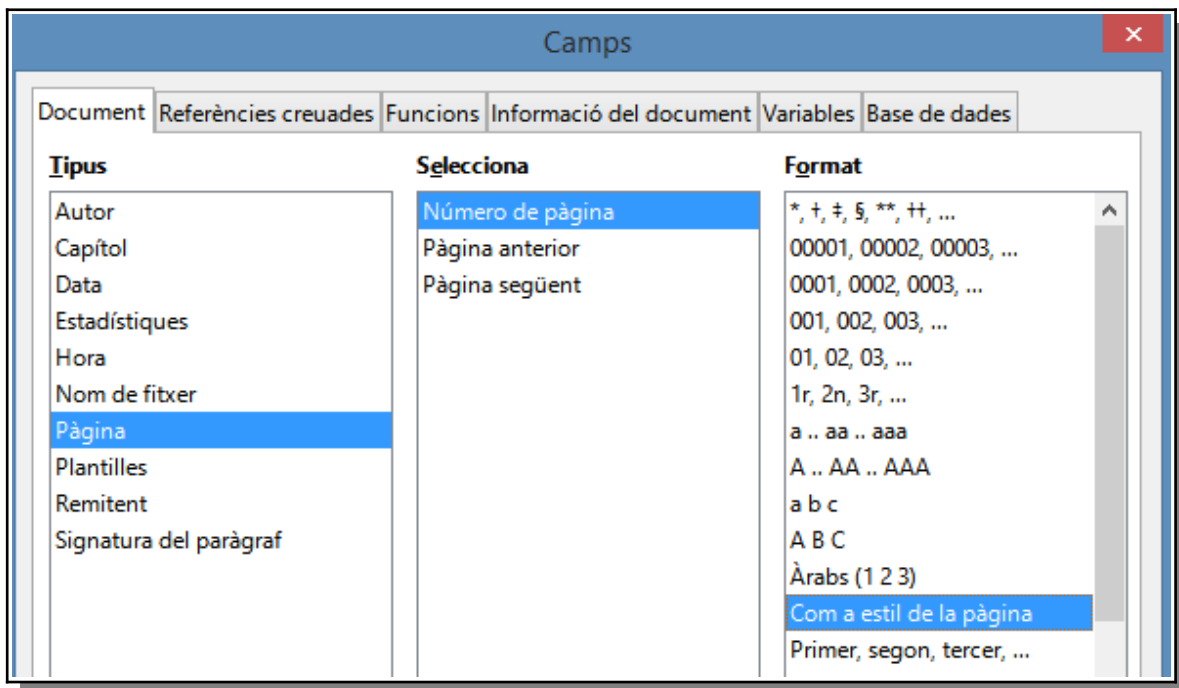 Camps
Document Referències creuades Funcions Informació del document Variables Base de dades
Tipus
Autor
Capítol
Data
Estadístiques
Hora
Nom de fitxer
Pàgina
Plantilles
Remitent
Signatura del paràgraf
Selecciona
Número de pàgina
Pàgina anterior
Pàgina següent
Format
*, †, ‡, §, **, ††, ...
00001, 00002, 00003, ...
0001, 0002, 0003, ...
001, 002, 003, ...
01, 02, 03, ...
1r, 2n, 3r, ...
a .. aa .. aaa
A .. AA .. AAA
a b c
A B C
Àrabs (1 2 3)
Com a estil de la pàgina
Primer, segon, tercer, ...